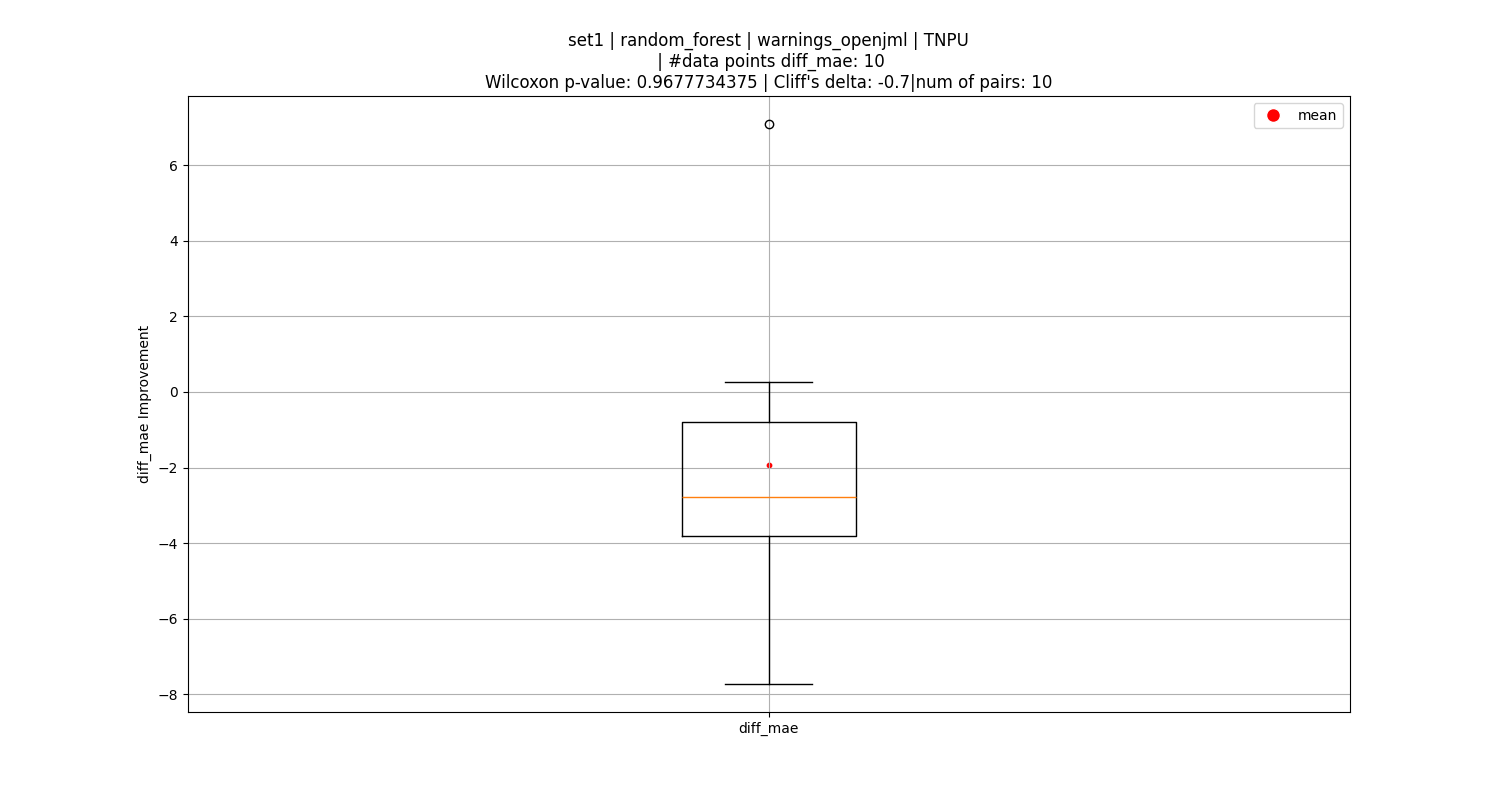 set1 | random_forest | warnings_openjml | TNPU
| #data points diff_mae: 10
Wilcoxon p-value: 0.9677734375 | Cliff's delta: -0.7|num of pairs: 10
mean
6
4
2
0
−2
−4
−6
−8
diff_mae Improvement
diff_mae